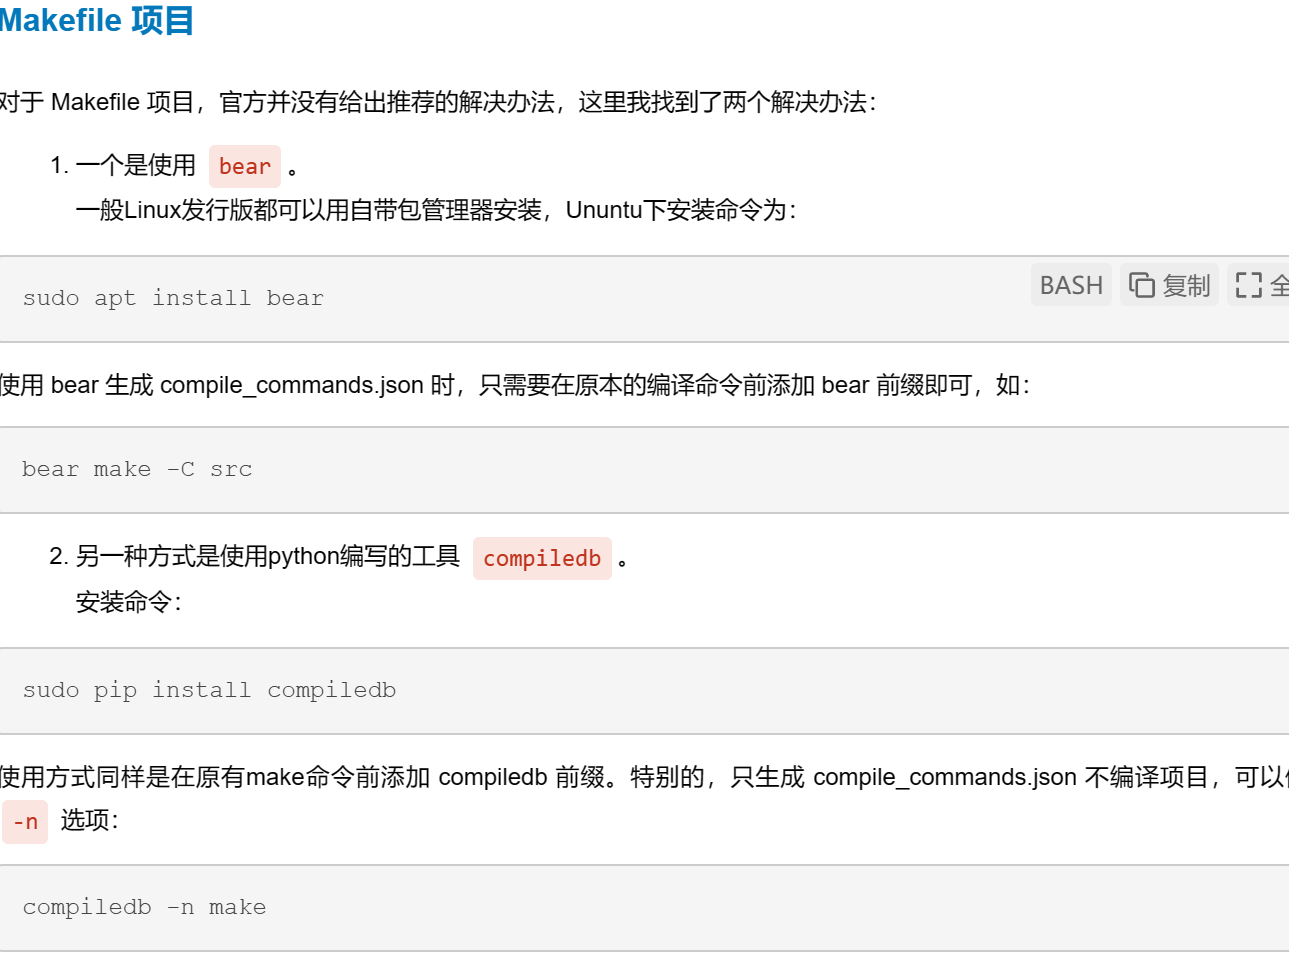 Makefile 项目
对于 Makefile 项目，官方并没有给出推荐的解决办法，这里我找到了两个解决办法：
1. 一个是使用 bear 。
一般Linux发行版都可以用自带包管理器安装，Ununtu下安装命令为：
BASH 复制 全
sudo apt install bear
使用 bear 生成 compile_commands.json 时，只需要在原本的编译命令前添加 bear 前缀即可，如：
bear make -C src
2. 另一种方式是使用python编写的工具 compiledb 。
安装命令：
sudo pip install compiledb
使用方式同样是在原有make命令前添加 compiledb 前缀。特别的，只生成 compile_commands.json 不编译项目，可以
-n 选项：
compiledb -n make